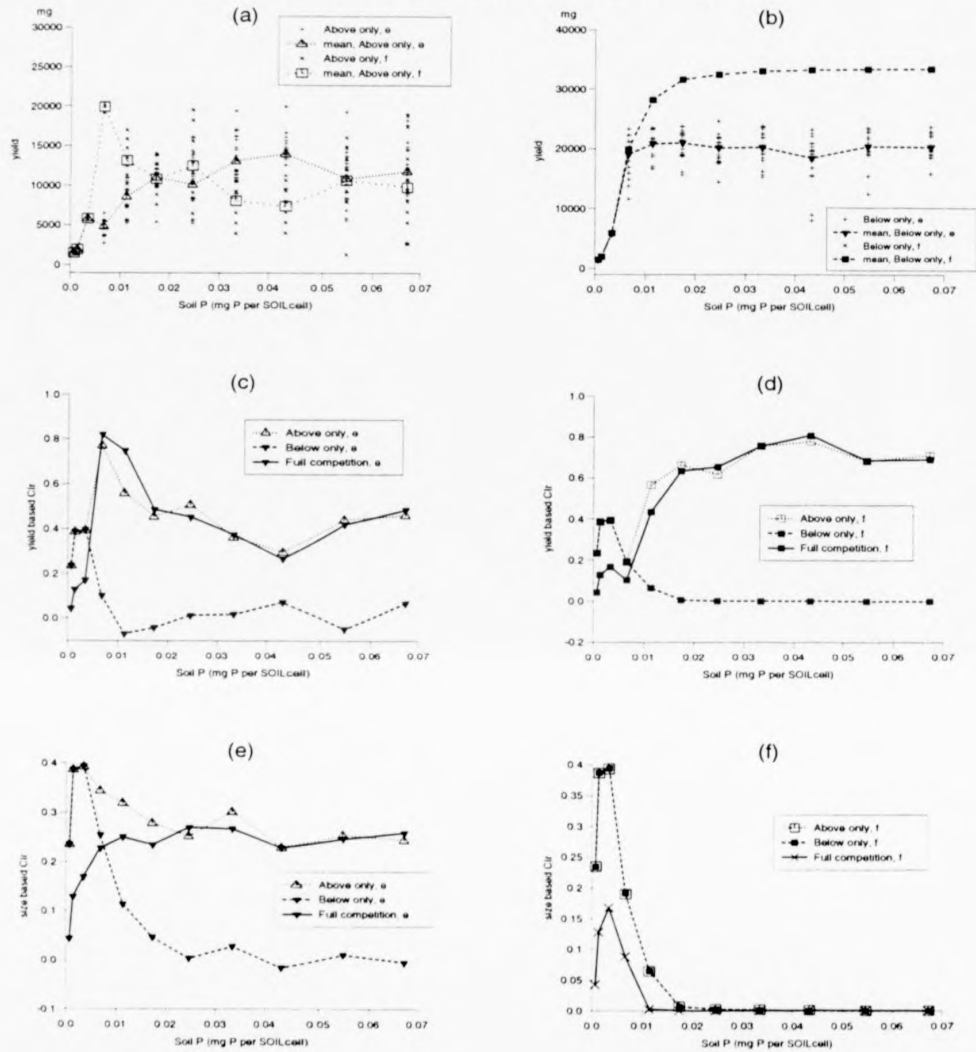 (a)
mg
30000
25000
20000
15000
10000
5000
0
yield
Above only, e
mean, Above only, e
Above only, f
mean, Above only, f
0.0 0.01 0.02 0.03 0.04 0.05 0.06 0.07
Soil P (mg P per SOILcell)
(b)
mg
40000
30000
20000
10000
0
yield
Below only, e
mean, Below only, e
Below only, f
mean, Below only, f
0.0 0.01 0.02 0.03 0.04 0.05 0.06 0.07
Soil P (mg P per SOILcell)
(c)
1.0
0.8
0.6
0.4
0.2
0.0
yield based CIr
Above only, e
Below only, e
Full competition, e
0.0 0.01 0.02 0.03 0.04 0.05 0.06 0.07
Soil P (mg P per SOILcell)
(d)
1.0
0.8
0.6
0.4
0.2
0.0
-0.2
yield based CIr
Above only, f
Below only, f
Full competition, f
0.0 0.01 0.02 0.03 0.04 0.05 0.06 0.07
Soil P (mg P per SOILcell)
(e)
0.4
0.3
0.2
0.1
0.0
-0.1
size based CIr
Above only, e
Below only, e
Full competition, e
0.0 0.01 0.02 0.03 0.04 0.05 0.06 0.07
Soil P (mg P per SOILcell)
(f)
0.4
0.35
0.3
0.25
0.2
0.15
0.1
0.05
0.0
size based CIr
Above only, f
Below only, f
Full competition, f
0.0 0.01 0.02 0.03 0.04 0.05 0.06 0.07
Soil P (mg P per SOILcell)